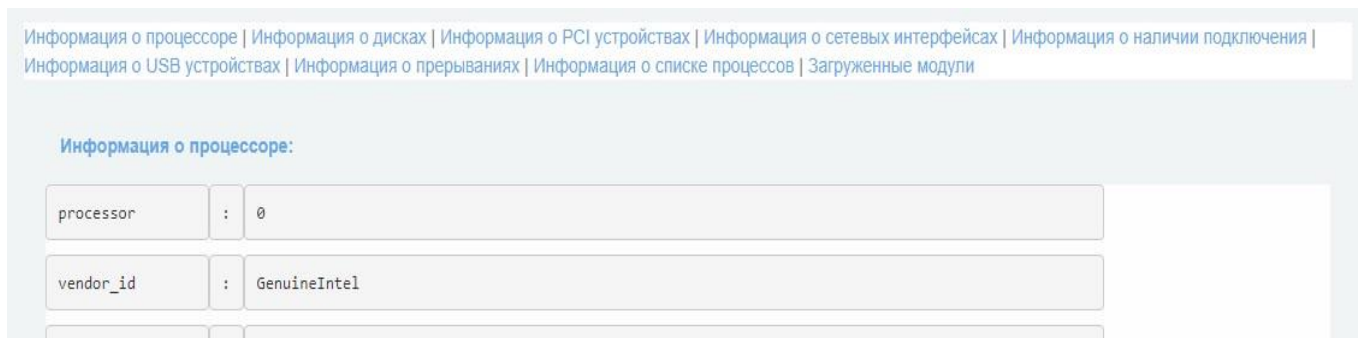 Информация о процессоре | Информация о дисках | Информация о PCI устройствах | Информация о сетевых интерфейсах | Информация о наличии подключения |
Информация о USB устройствах | Информация о прерываниях | Информация о списке процессов | Загруженные модули
Информация о процессоре:
processor : 0
vendor_id : GenuineIntel